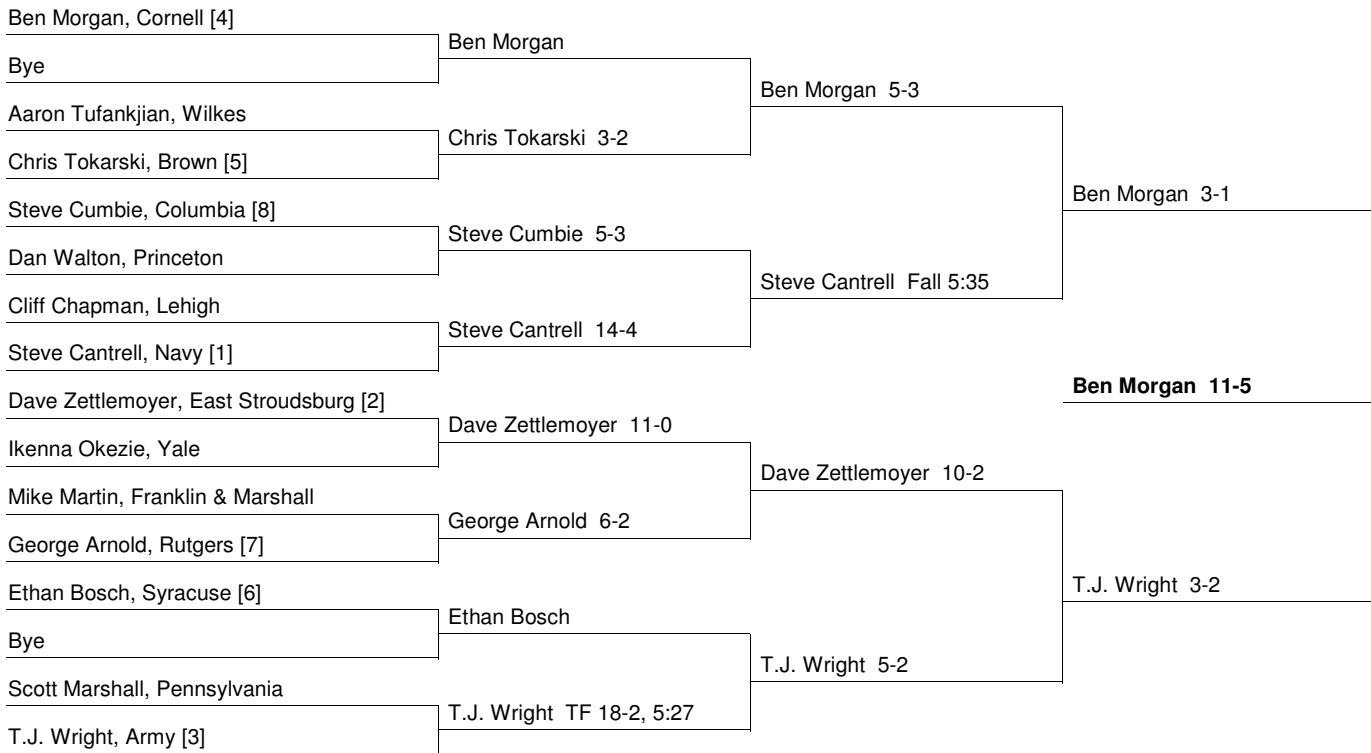 Ben Morgan, Cornell [4]
Bye
Aaron Tufankjian, Wilkes
Chris Tokarski, Brown [5]
Steve Cumbie, Columbia [8]
Dan Walton, Princeton
Cliff Chapman, Lehigh
Steve Cantrell, Navy [1]
Dave Zettlemoyer, East Stroudsburg [2]
Ikenna Okezie, Yale
Mike Martin, Franklin & Marshall
George Arnold, Rutgers [7]
Ethan Bosch, Syracuse [6]
Bye
Scott Marshall, Pennsylvania
T.J. Wright, Army [3]
Ben Morgan
Chris Tokarski 3-2
Steve Cumbie 5-3
Steve Cantrell 14-4
Dave Zettlemoyer 11-0
George Arnold 6-2
Ethan Bosch
T.J. Wright TF 18-2, 5:27
Ben Morgan 5-3
Steve Cantrell Fall 5:35
Dave Zettlemoyer 10-2
T.J. Wright 5-2
Ben Morgan 3-1
Ben Morgan 11-5
T.J. Wright 3-2